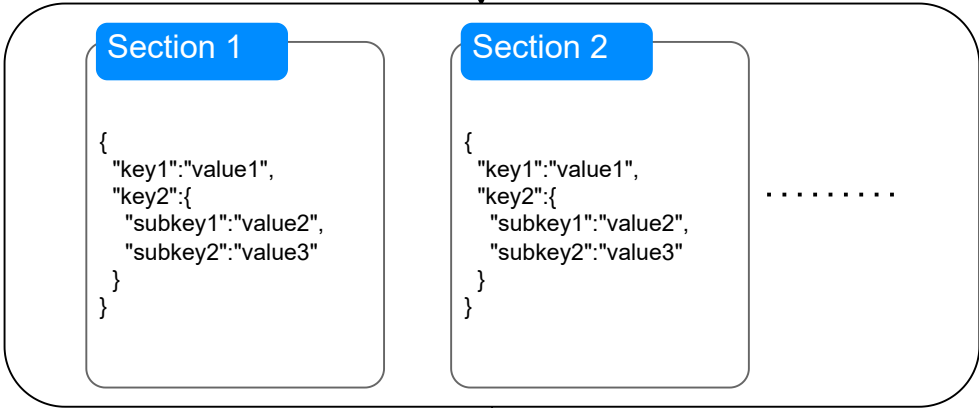 Section 1
{
  "key1":"value1",
  "key2":{
    "subkey1":"value2",
    "subkey2":"value3"
  }
}
Section 2
{
  "key1":"value1",
  "key2":{
    "subkey1":"value2",
    "subkey2":"value3"
  }
}
. . . . . . . . .